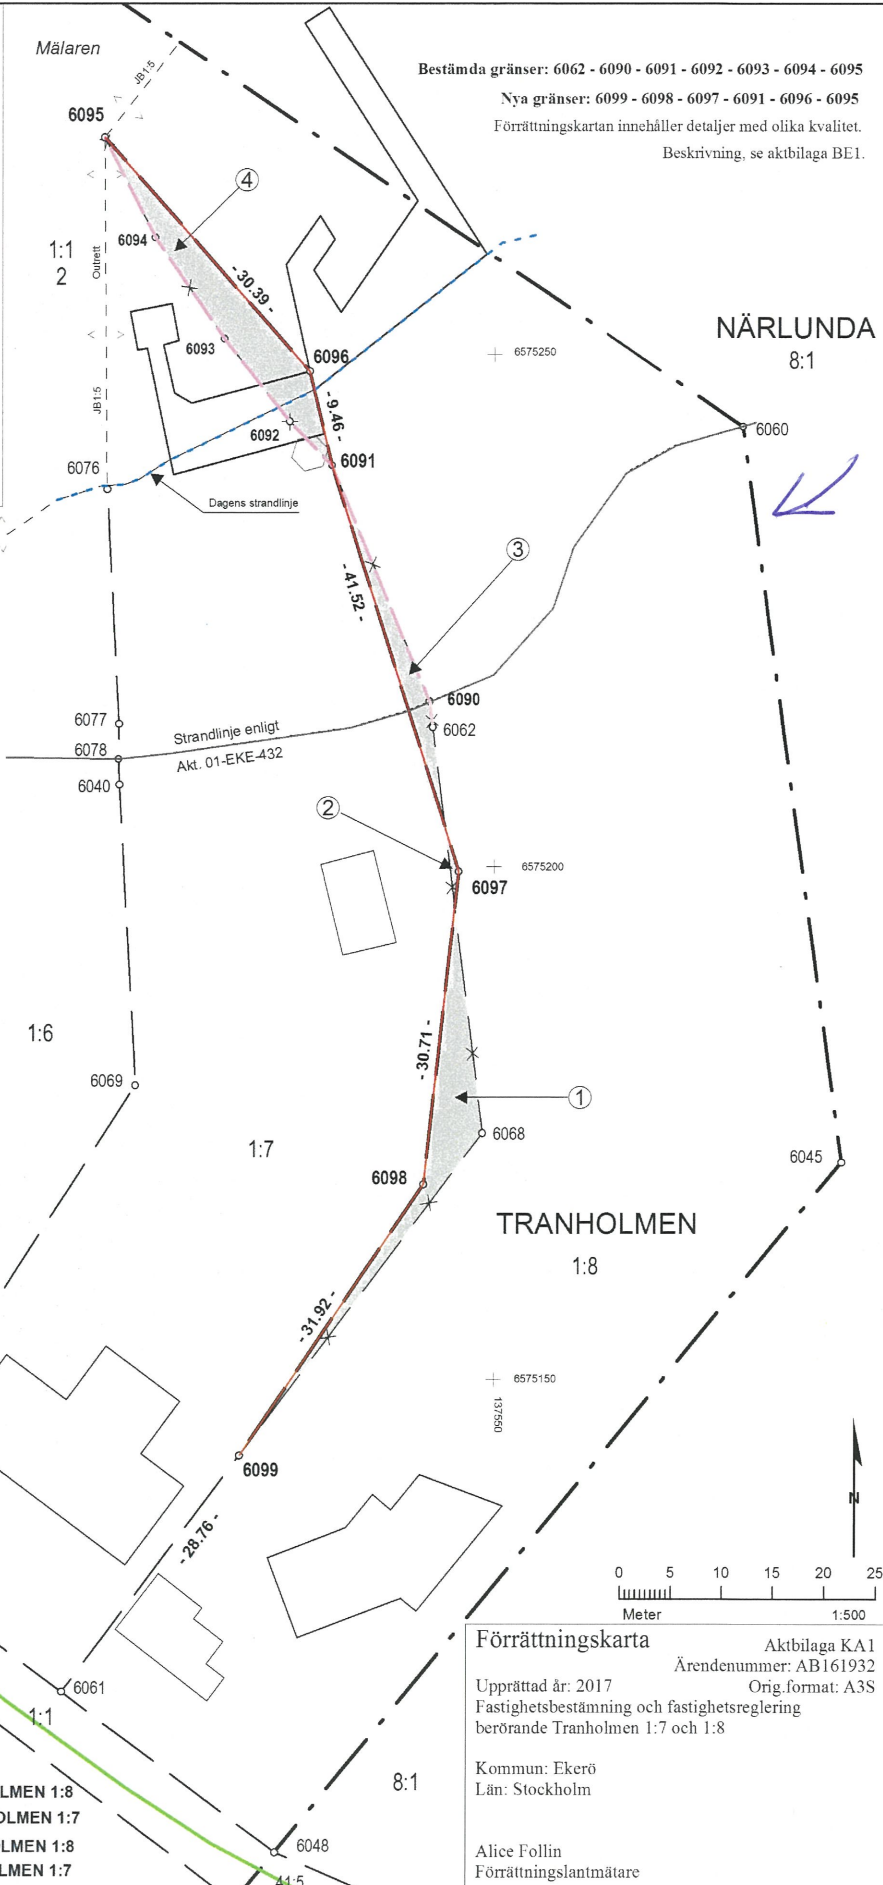 Mälaren
JB1:5
6095
Bestämda gränser: 6062 - 6090 - 6091 - 6092 - 6093 - 6094 - 6095
Nya gränser: 6099 - 6098 - 6097 - 6091 - 6096 - 6095
Förrättningskartan innehåller detaljer med olika kvalitet.
Beskrivning, se aktbilaga BE1.
4
6094
1:1
2
Outrett
- 30.39 -
6093
6096
6575250
NÄRLUNDA
8:1
JB1:5
- 9.46 -
6092
6091
6060
6076
Dagens strandlinje
3
- 41.52 -
6090
6062
6077
Strandlinje enligt
6078
Akt. 01-EKE-432
6040
2
6575200
6097
1:6
- 30.71 -
6069
1
6068
1:7
6045
6098
TRANHOLMEN
1:8
- 31.92 -
6575150
137550
6099
N
- 28.76 -
0 5 10 15 20 25
Meter 1:500
Förrättningskarta
Aktbilaga KA1
Ärendenummer: AB161932
Upprättad år: 2017 Orig.format: A3S
Fastighetsbestämning och fastighetsreglering
berörande Tranholmen 1:7 och 1:8
6061
1:1
Kommun: Ekerö
Län: Stockholm
8:1
LMEN 1:8
OLMEN 1:7
OLMEN 1:8
LMEN 1:7
6048
41:5
Alice Follin
Förrättningslantmätare